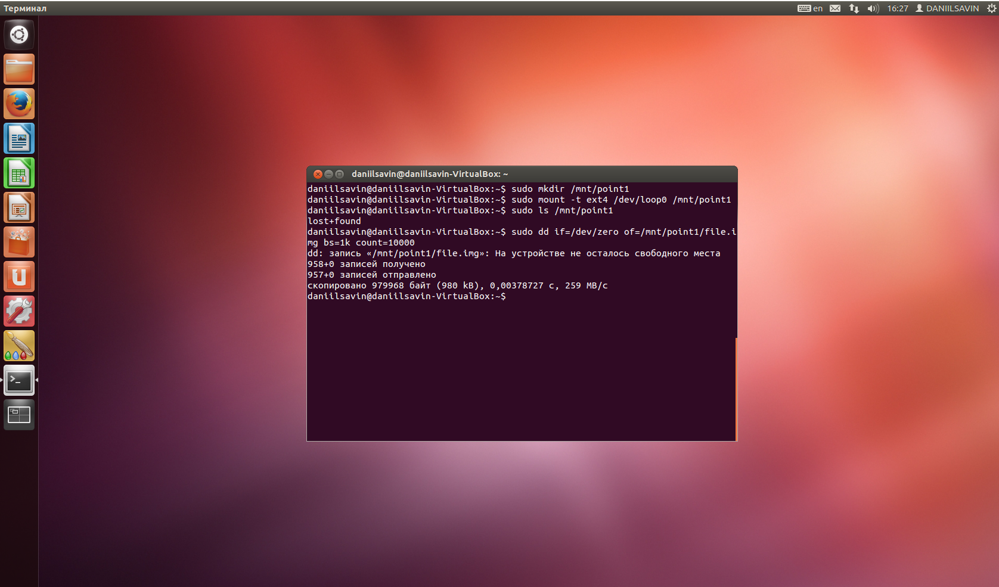 Терминал
en
16:27
DANIILSAVIN
daniilsavin@daniilsavin-VirtualBox: ~
daniilsavin@daniilsavin-VirtualBox:~$ sudo mkdir /mnt/point1
daniilsavin@daniilsavin-VirtualBox:~$ sudo mount -t ext4 /dev/loop0 /mnt/point1
daniilsavin@daniilsavin-VirtualBox:~$ sudo ls /mnt/point1
lost+found
daniilsavin@daniilsavin-VirtualBox:~$ sudo dd if=/dev/zero of=/mnt/point1/file.i
mg bs=1k count=10000
dd: запись «/mnt/point1/file.img»: На устройстве не осталось свободного места
958+0 записей получено
957+0 записей отправлено
скопировано 979968 байт (980 kB), 0,00378727 c, 259 MB/c
daniilsavin@daniilsavin-VirtualBox:~$